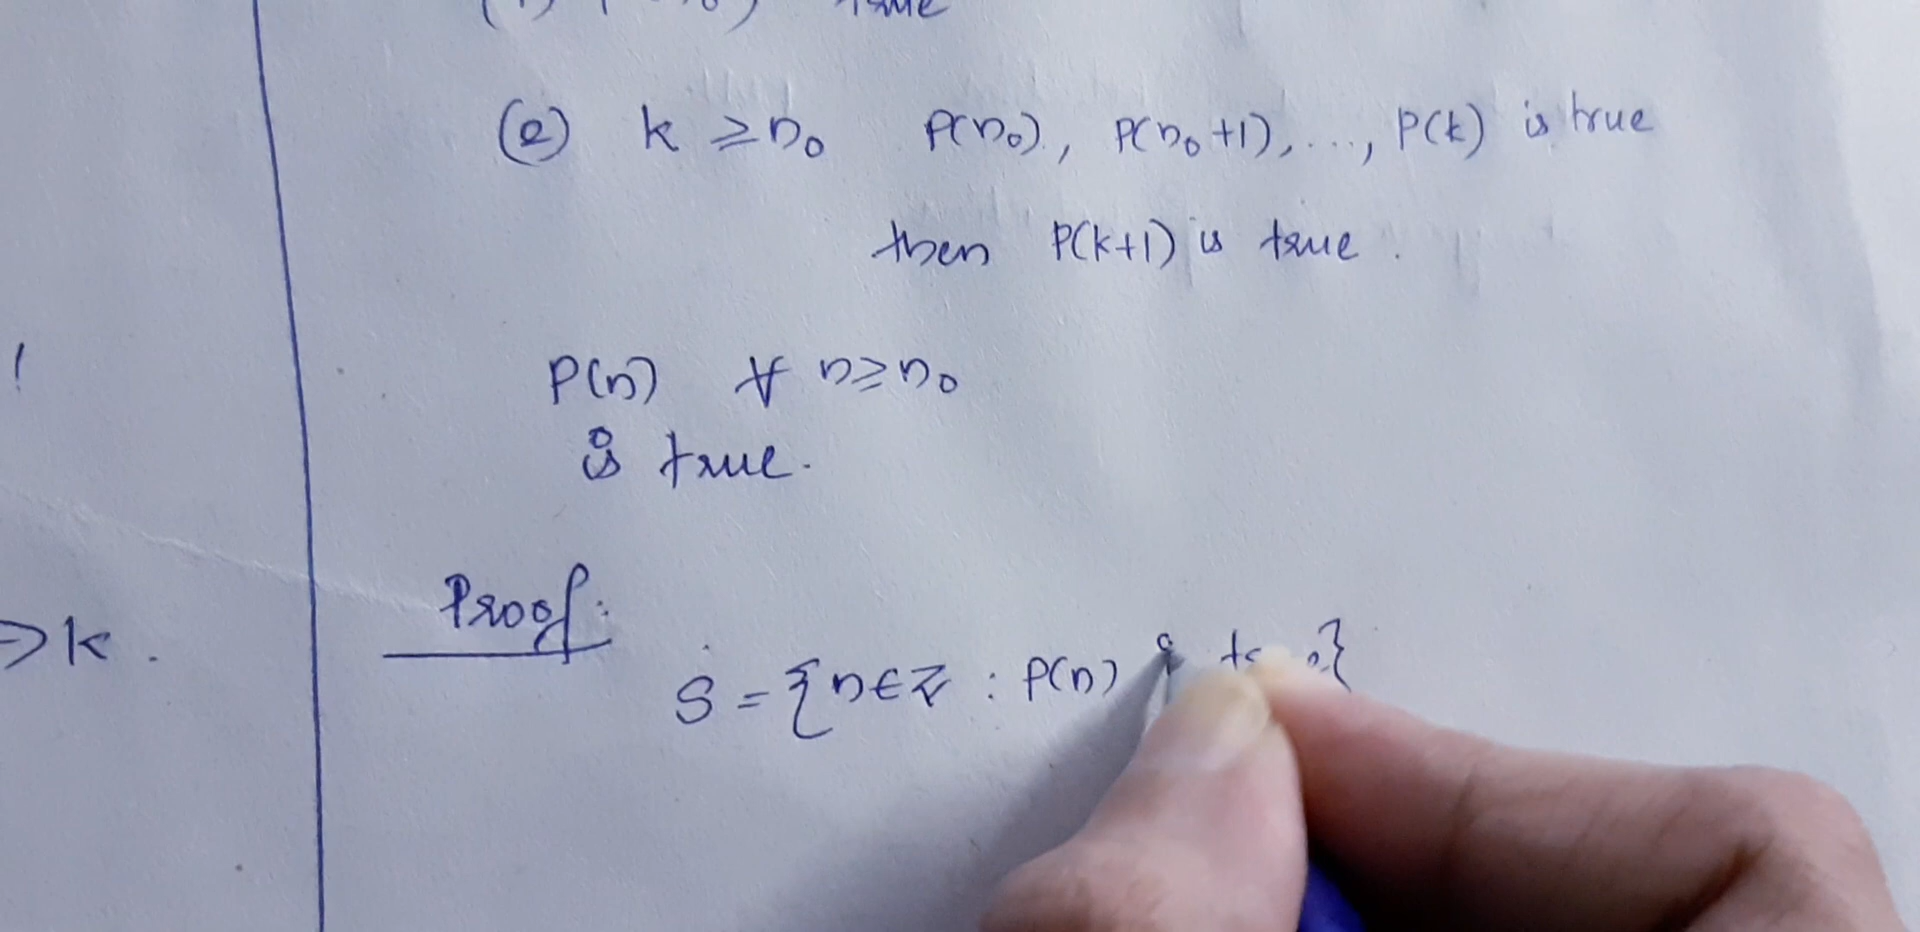 (2) k ≥ n₀ P(n₀), P(n₀+1), ..., P(k) is true
then P(k+1) is true.
!
P(n) ∀ n ≥ n₀
is true.
Proof:
⇒ k.
S = {n ∈ ℤ : P(n) }